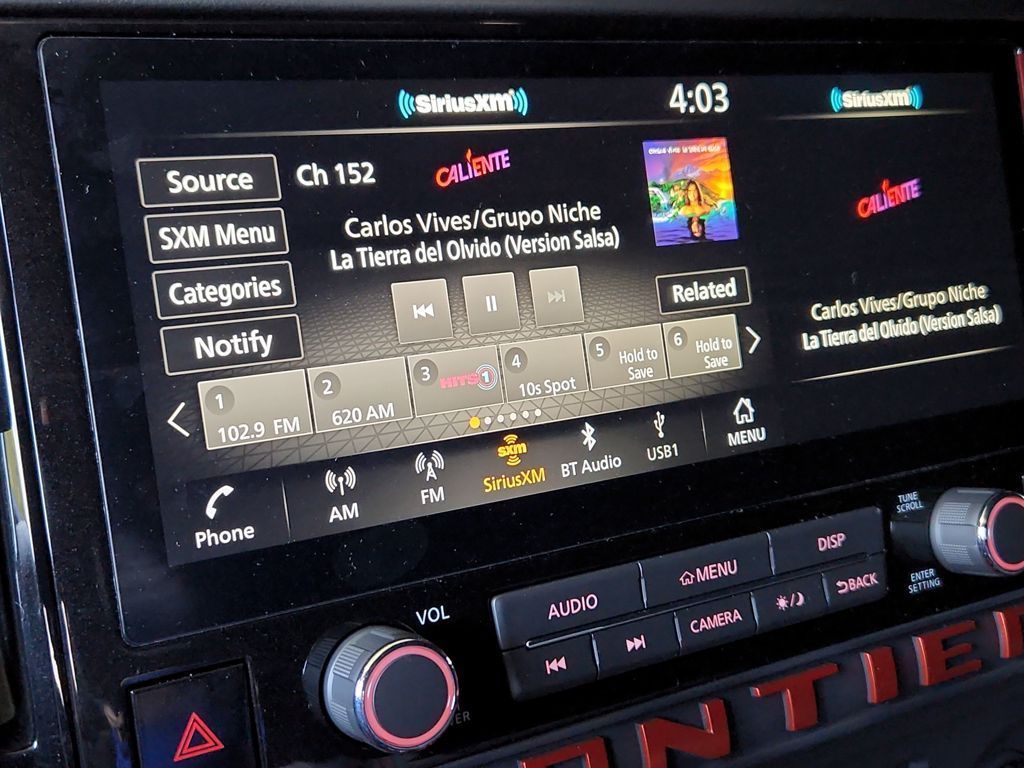 SiriusXM
4:03
SiriusXM
Source
Ch 152
CALIENTE
CALIENTE
SXM Menu
Carlos Vives/Grupo Niche
La Tierra del Olvido (Version Salsa)
Categories
Related
Notify
Carlos Vives/Grupo Niche
La Tierra del Olvido (Version Salsa)
1
102.9 FM
2
620 AM
3
HITS 1
4
10s Spot
5
Hold to
Save
6
Hold to
Save
Phone
AM
FM
sxm
SiriusXM
BT Audio
USB1
MENU
TUNE
SCROLL
ENTER
SETTING
VOL
AUDIO
MENU
DISP
CAMERA
BACK
ONTIER